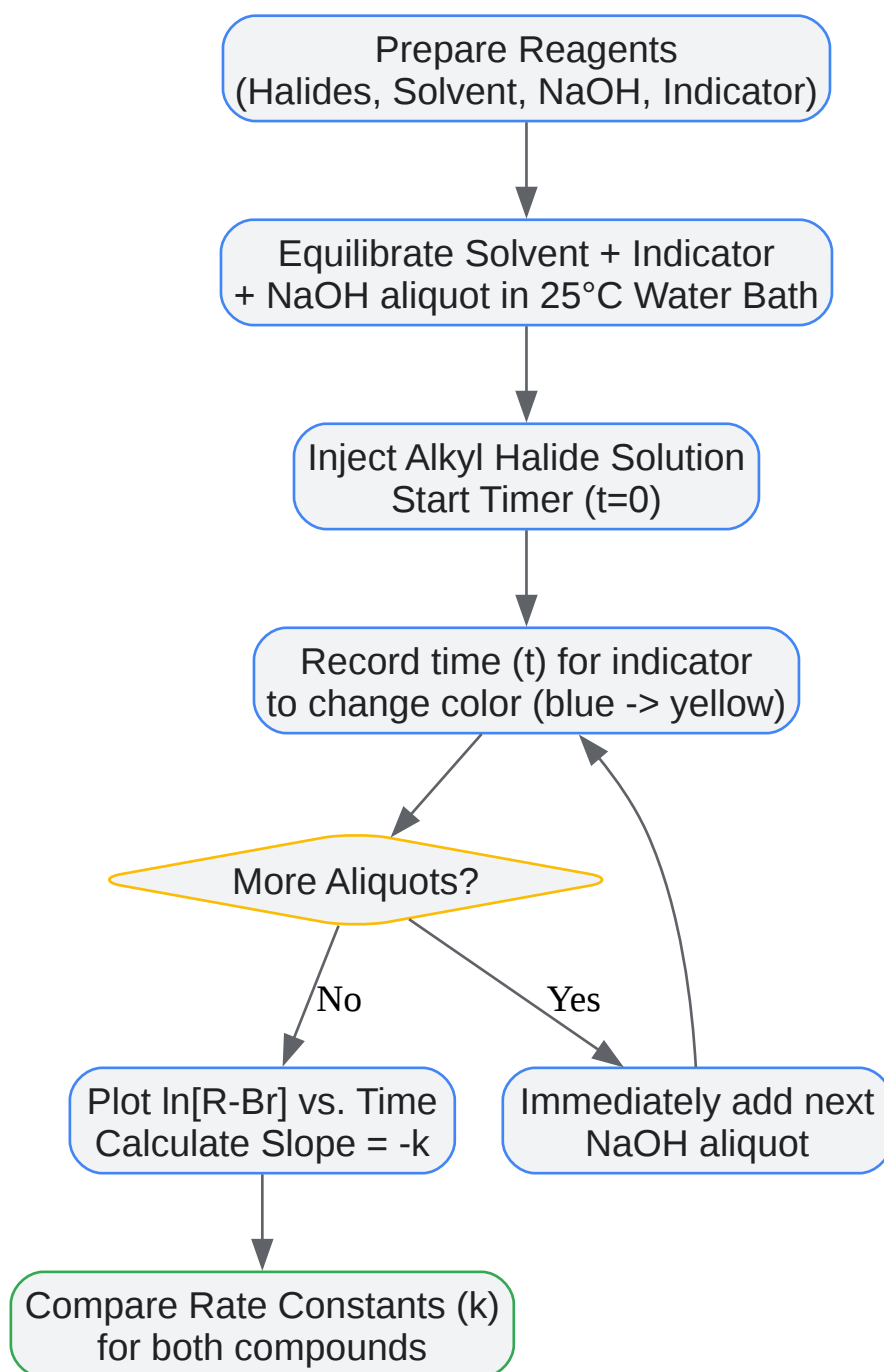 Prepare Reagents
(Halides, Solvent, NaOH, Indicator)
Equilibrate Solvent + Indicator
+ NaOH aliquot in 25°C Water Bath
Inject Alkyl Halide Solution
Start Timer (t=0)
Record time (t) for indicator
to change color (blue -> yellow)
More Aliquots?
No
Yes
Plot ln[R-Br] vs. Time
Calculate Slope = -k
Immediately add next
NaOH aliquot
Compare Rate Constants (k)
for both compounds